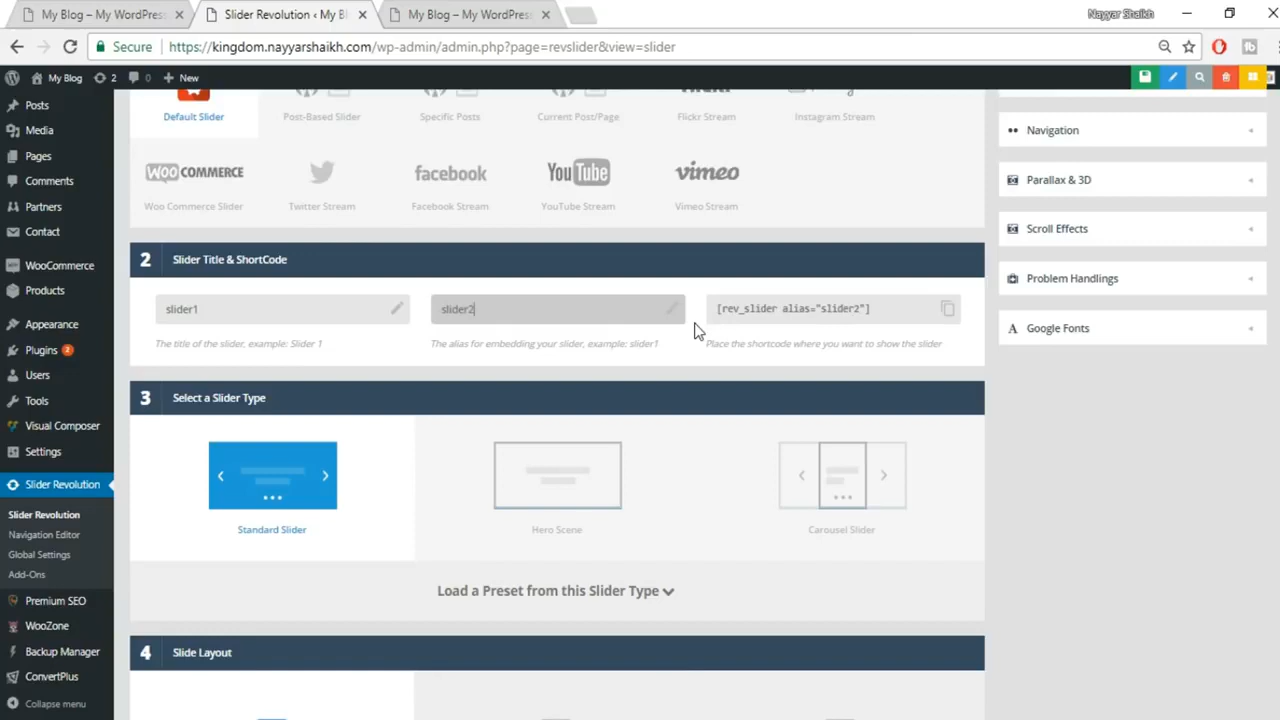 My Blog – My WordPress
Slider Revolution ‹ My Bl
My Blog – My WordPress
Nayyar Shaikh
Secure
https://kingdom.nayyarshaikh.com/wp-admin/admin.php?page=revslider&view=slider
My Blog
2
0
New
Posts
Media
Pages
Comments
Partners
Contact
WooCommerce
Products
Appearance
Plugins 2
Users
Tools
Visual Composer
Settings
Slider Revolution
Slider Revolution
Navigation Editor
Global Settings
Add-Ons
Premium SEO
WooZone
Backup Manager
ConvertPlus
Collapse menu
Default Slider
Post-Based Slider
Specific Posts
Current Post/Page
Flickr Stream
Instagram Stream
WOO COMMERCE
facebook
YouTube
vimeo
Woo Commerce Slider
Twitter Stream
Facebook Stream
YouTube Stream
Vimeo Stream
2 Slider Title & ShortCode
slider1
slider2
[rev_slider alias="slider2"]
The title of the slider, example: Slider 1
The alias for embedding your slider, example: slider1
Place the shortcode where you want to show the slider
3 Select a Slider Type
Standard Slider
Hero Scene
Carousel Slider
Load a Preset from this Slider Type
4 Slide Layout
Navigation
Parallax & 3D
Scroll Effects
Problem Handlings
Google Fonts